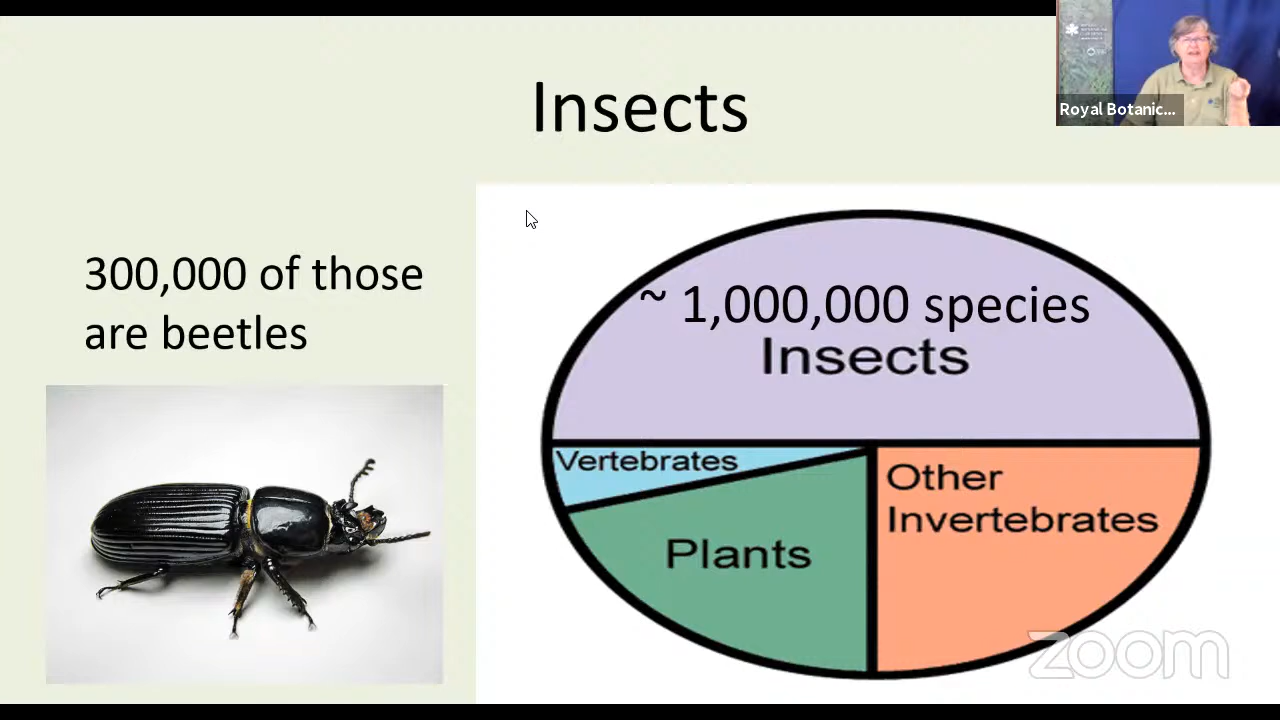 Insects
Royal Botanic...
300,000 of those
are beetles
~ 1,000,000 species
Insects
Vertebrates
Other
Invertebrates
Plants
zoom